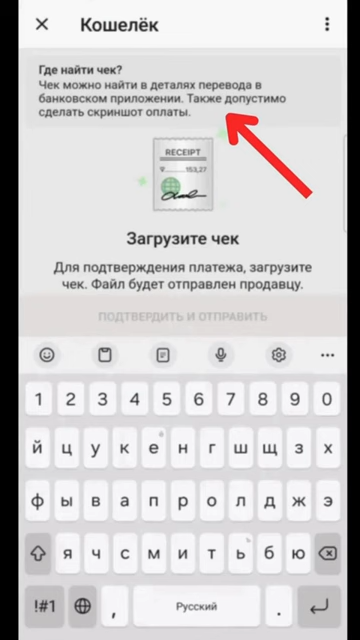 Кошелёк
Где найти чек?
Чек можно найти в деталях перевода в
банковском приложении. Также допустимо
сделать скриншот оплаты.
RECEIPT
153,27
Загрузите чек
Для подтверждения платежа, загрузите
чек. Файл будет отправлен продавцу.
ПОДТВЕРДИТЬ И ОТПРАВИТЬ
1 2 3 4 5 6 7 8 9 0
й ц у к е н г ш щ з х
ф ы в а п р о л д ж э
я ч с м и т ь б ю
!#1 , Русский .